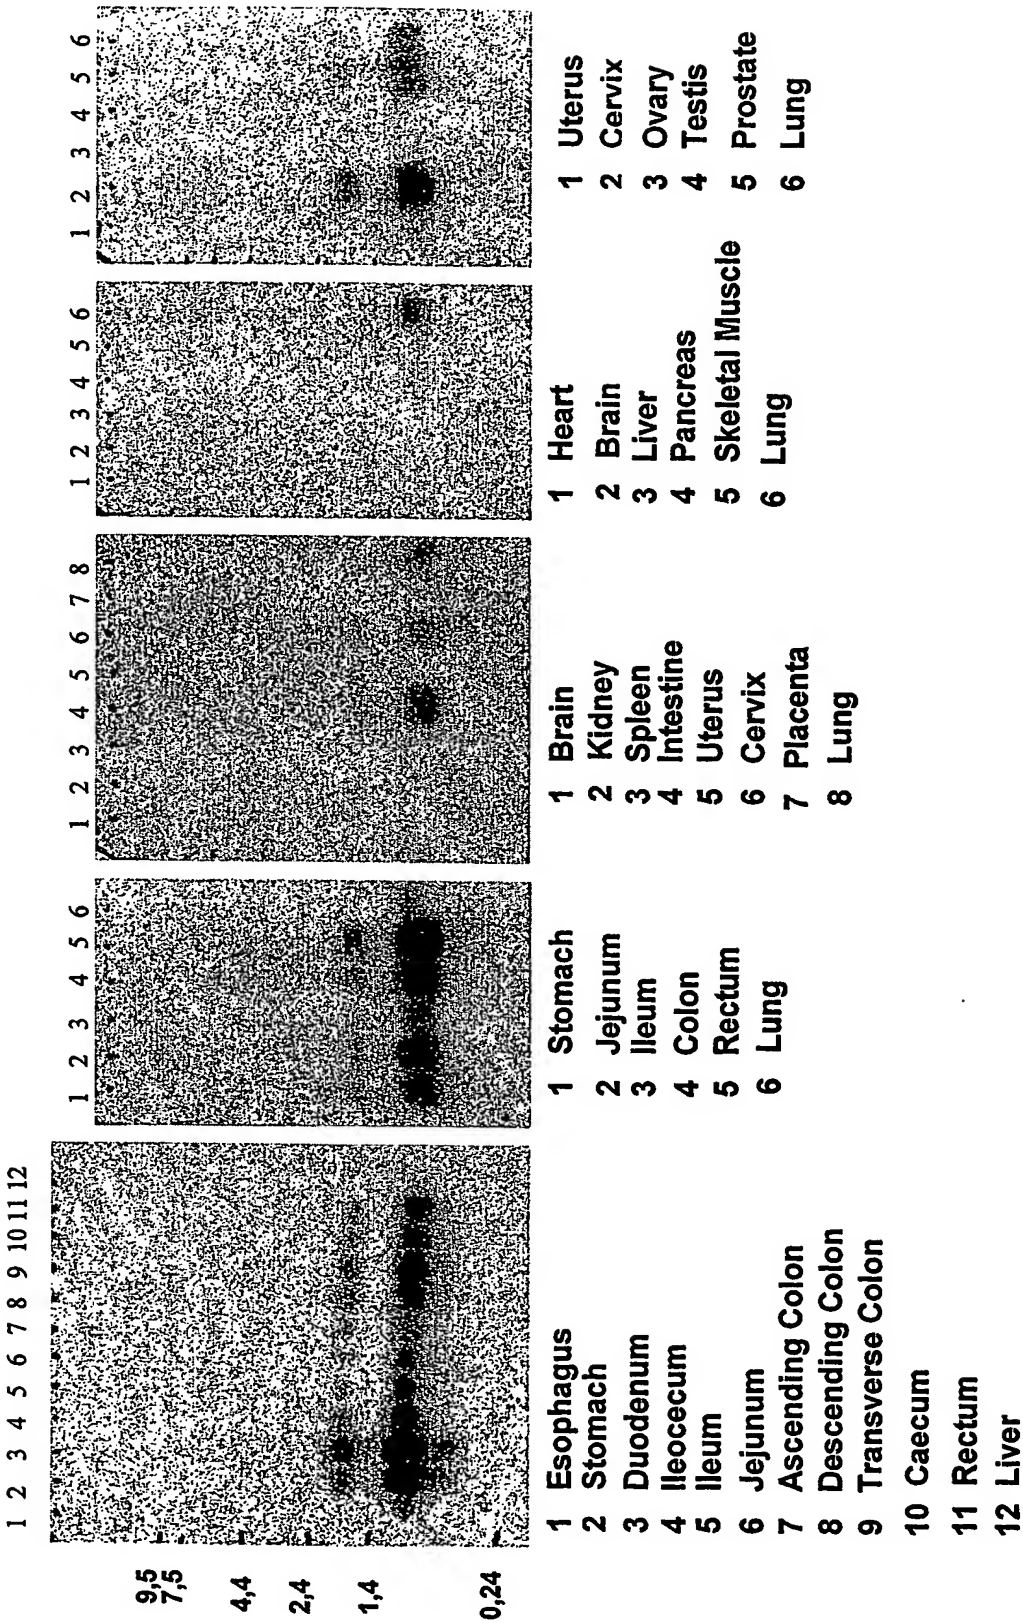 1 2 3 4 5 6 7 8 9 10 11 12
9,5
7,5
4,4
2,4
1,4
0,24
1 Esophagus
2 Stomach
3 Duodenum
4 Ileocecum
5 Ileum
6 Jejunum
7 Ascending Colon
8 Descending Colon
9 Transverse Colon
10 Caecum
11 Rectum
12 Liver
1 2 3 4 5 6
1 Stomach
2 Jejunum
3 Ileum
4 Colon
5 Rectum
6 Lung
1 2 3 4 5 6 7 8
1 Brain
2 Kidney
3 Spleen
4 Intestine
5 Uterus
6 Cervix
7 Placenta
8 Lung
1 2 3 4 5 6
1 Heart
2 Brain
3 Liver
4 Pancreas
5 Skeletal Muscle
6 Lung
1 2 3 4 5 6
1 Uterus
2 Cervix
3 Ovary
4 Testis
5 Prostate
6 Lung